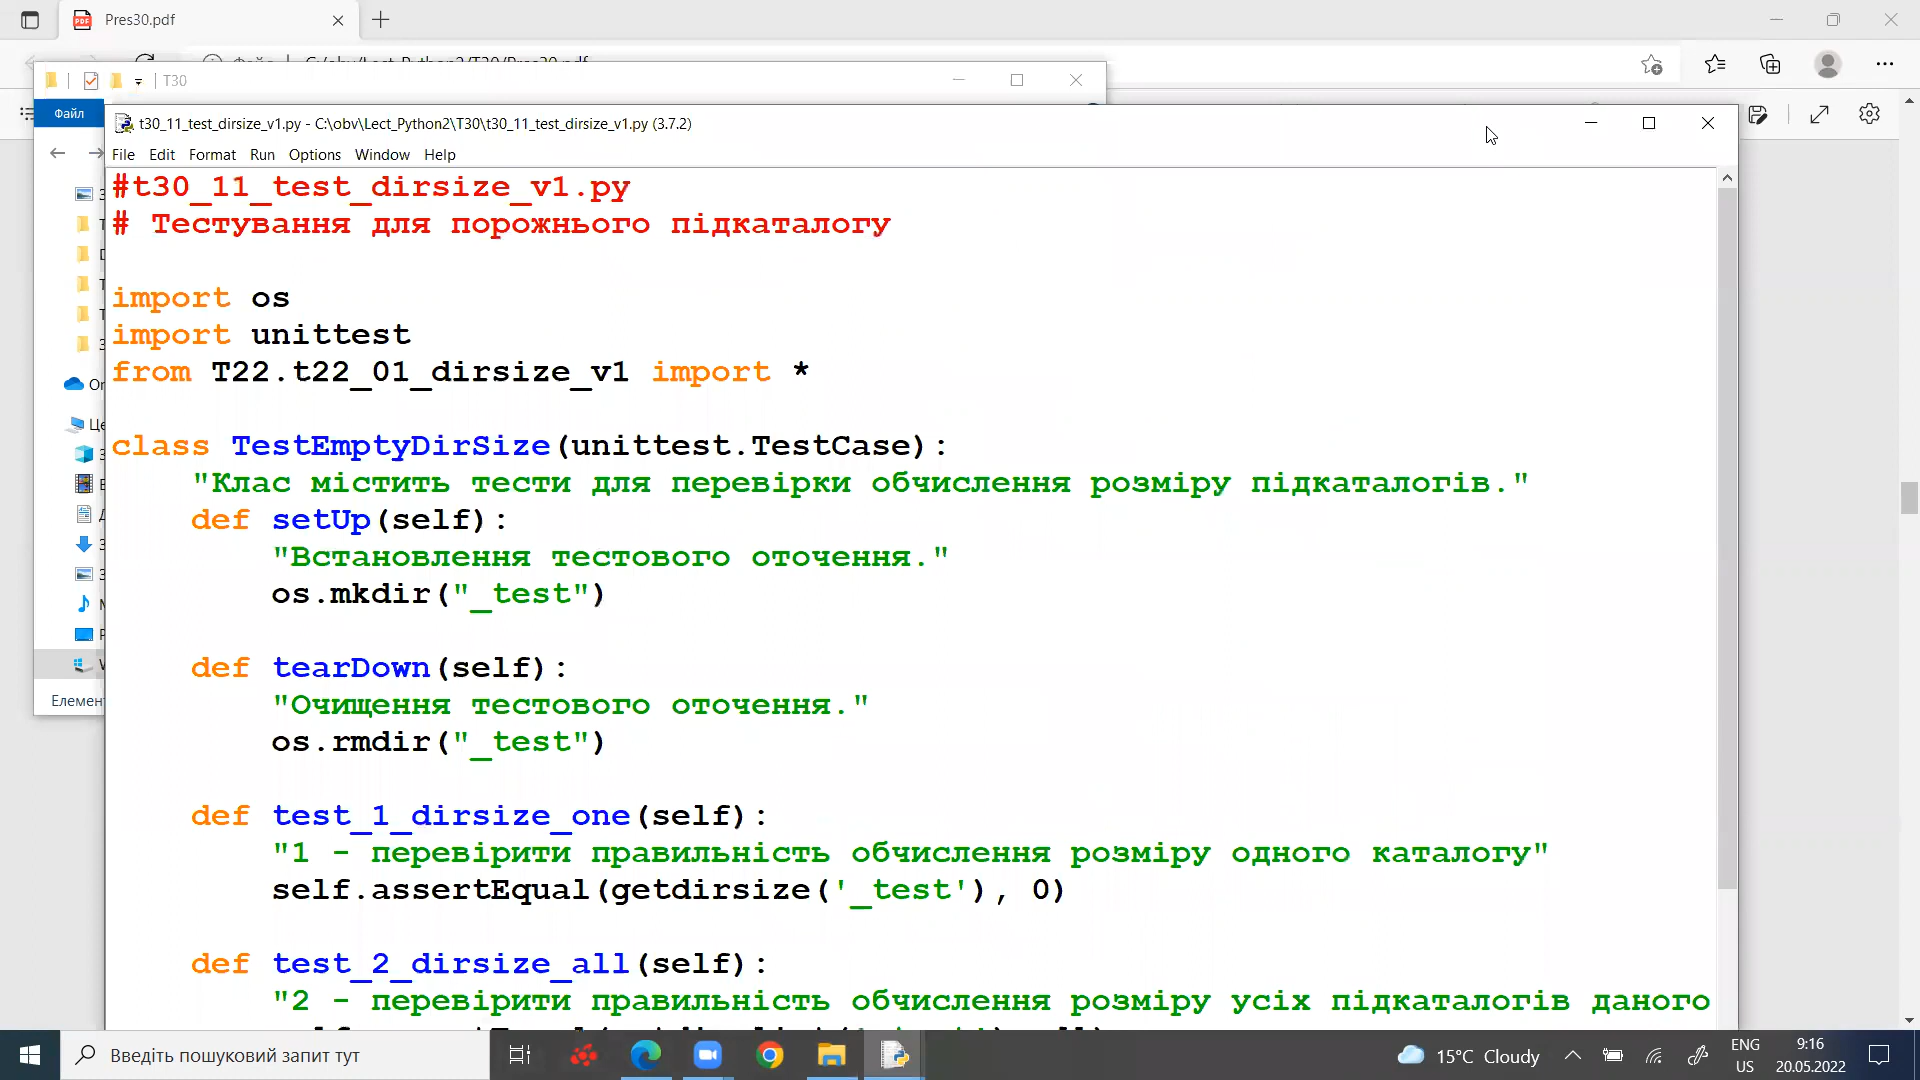 Pres30.pdf
T30
Файл
t30_11_test_dirsize_v1.py - C:\obv\Lect_Python2\T30\t30_11_test_dirsize_v1.py (3.7.2)
File Edit Format Run Options Window Help
#t30_11_test_dirsize_v1.py
# Тестування для порожнього підкаталогу
import os
import unittest
from T22.t22_01_dirsize_v1 import *
class TestEmptyDirSize(unittest.TestCase):
"Клас містить тести для перевірки обчислення розміру підкаталогів."
def setUp(self):
"Встановлення тестового оточення."
os.mkdir("_test")
def tearDown(self):
"Очищення тестового оточення."
os.rmdir("_test")
def test_1_dirsize_one(self):
"1 - перевірити правильність обчислення розміру одного каталогу"
self.assertEqual(getdirsize('_test'), 0)
def test_2_dirsize_all(self):
"2 - перевірити правильність обчислення розміру усіх підкаталогів даного
Введіть пошуковий запит тут
15°C Cloudy
ENG
US
9:16
20.05.2022